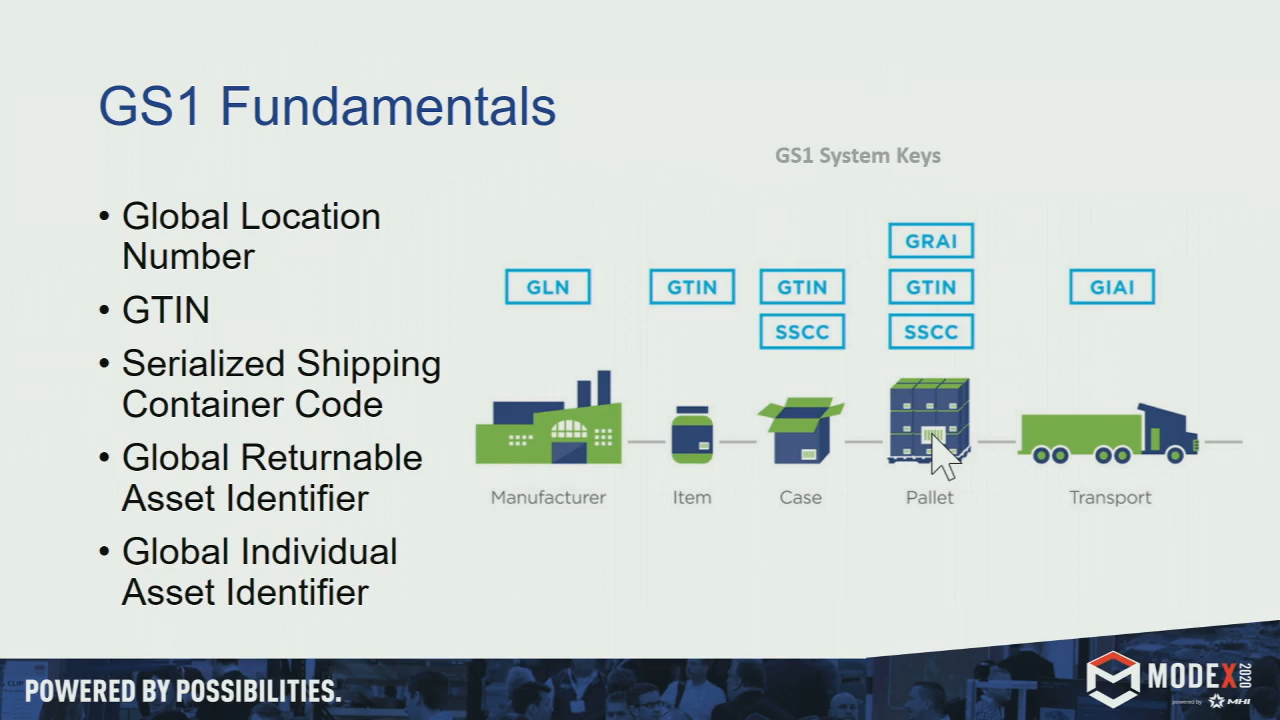 GS1 Fundamentals
GS1 System Keys
• Global Location
Number
• GTIN
• Serialized Shipping
Container Code
• Global Returnable
Asset Identifier
• Global Individual
Asset Identifier
GRAI
GLN GTIN GTIN GTIN GIAI
SSCC SSCC
Manufacturer Item Case Pallet Transport
POWERED BY POSSIBILITIES.
MODEX 2020
powered by MHI